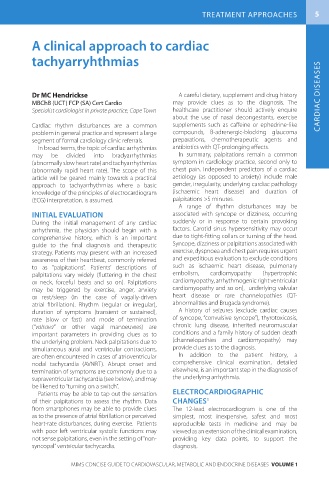 TREATMENT APPROACHES 5
A clinical approach to cardiac
tachyarryhthmias
CARDIAC DISEASES
Dr MC Hendrickse
MBChB (UCT) FCP (SA) Cert Cardio
Specialist cardiologist in private practice, Cape Town
Cardiac rhythm disturbances are a common
problem in general practice and represent a large
segment of formal cardiology clinic referrals.
In broad terms, the topic of cardiac arrhythmias
may be divided into bradyarrhythmias
(abnormally slow heart rate) and tachyarrhythmias
(abnormally rapid heart rate). The scope of this
article will be geared mainly towards a practical
approach to tachyarrhythmias where a basic
knowledge of the principles of electrocardiogram
(ECG) interpretation, is assumed.
INITIAL EVALUATION
During the initial management of any cardiac
arrhythmia, the physician should begin with a
comprehensive history, which is an important
guide to the final diagnosis and therapeutic
strategy. Patients may present with an increased
awareness of their heartbeat, commonly referred
to as "palpitations". Patients' descriptions of
palpitations vary widely (fluttering in the chest
or neck, forceful beats and so on). Palpitations
may be triggered by exercise, anger, anxiety
or rest/sleep (in the case of vagally-driven
atrial fibrillation). Rhythm (regular or irregular),
duration of symptoms (transient or sustained),
rate (slow or fast) and mode of termination
("valsava" or other vagal manoeuvres) are
important parameters in providing clues as to
the underlying problem. Neck palpitations due to
simultaneous atrial and ventricular contractions,
are often encountered in cases of atrioventricular
nodal tachycardia (AVNRT). Abrupt onset and
termination of symptoms are commonly due to a
supraventricular tachycardia (see below), and may
be likened to 'turning on a switch'.
Patients may be able to tap out the sensation
of their palpitations to assess the rhythm. Data
from smartphones may be able to provide clues
as to the presence of atrial fibrillation or perceived
heart-rate disturbances, during exercise. Patients
with poor left ventricular systolic functions may
not sense palpitations, even in the setting of "non-
syncopal" ventricular tachycardia.
A careful dietary, supplement and drug history
may provide clues as to the diagnosis. The
healthcare practitioner should actively enquire
about the use of nasal decongestants, exercise
supplements such as caffeine or ephedrine-like
compounds, B-adrenergic-blocking glaucoma
preparations, chemotherapeutic agents and
antibiotics with QT-prolonging affects.
In summary, palpitations remain a common
symptom in cardiology practice, second only to
chest pain. Independent predictors of a cardiac
aetiology (as opposed to anxiety) include male
gender, irregularity, underlying cardiac pathology
(ischaemic heart disease) and duration of
palpitations >5 minutes.
A range of rhythm disturbances may be
associated with syncope or dizziness, occurring
suddenly or in response to certain provoking
factors. Carotid sinus hypersensitivity may occur
due to tight-fitting collars or turning of the head.
Syncope, dizziness or palpitations associated with
exercise, dyspnoea and chest pain requires urgent
and expeditious evaluation to exclude conditions
such as ischaemic heart disease, pulmonary
embolism, cardiomyopathy (hypertrophic
cardiomyopathy, arrhythmogenic right ventricular
cardiomyopathy and so on), underlying valvular
heart disease or rare channelopathies (QT
abnormalities and Brugada syndrome).
A history of seizures (exclude cardiac causes
of syncope, "convulsive syncope"), thyrotoxicosis,
chronic lung disease, inherited neuromuscular
conditions and a family history of sudden death
(channelopathies and cardiomyopathy) may
provide clues as to the diagnosis.
In addition to the patient history, a
comprehensive clinical examination, detailed
elsewhere, is an important step in the diagnosis of
the underlying arrhythmia.
ELECTROCARDIOGRAPHIC
CHANGES¹
The 12-lead electrocardiogram is one of the
simplest, most inexpensive, safest and most
reproducible tests in medicine and may be
viewed as an extension of the clinical examination,
providing key data points, to support the
diagnosis.
MIMS CONCISE GUIDE TO CARDIOVASCULAR, METABOLIC AND ENDOCRINE DISEASES VOLUME 1